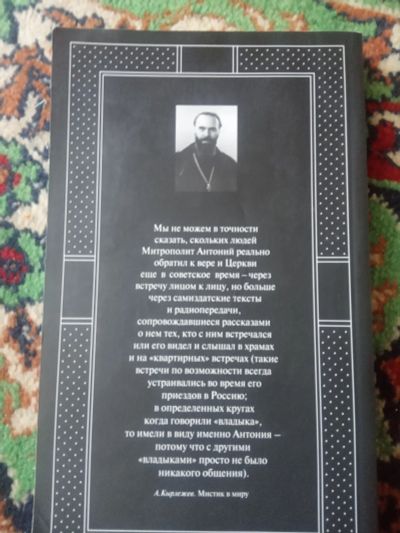 Мы не можем в точности
сказать, скольких людей
Митрополит Антоний реально
обратил к вере и Церкви
еще в советское время – через
встречу лицом к лицу, но больше
через самиздатские тексты
и радиопередачи,
сопровождавшиеся рассказами
о нем тех, кто с ним встречался
или его видел и слышал в храмах
и на «квартирных» встречах (такие
встречи по возможности всегда
устраивались во время его
приездов в Россию;
в определенных кругах
когда говорили «владыка»,
то имели в виду именно Антония –
потому что с другими
«владыками» просто не было
никакого общения).
А.Кырлежев. Мистик в миру